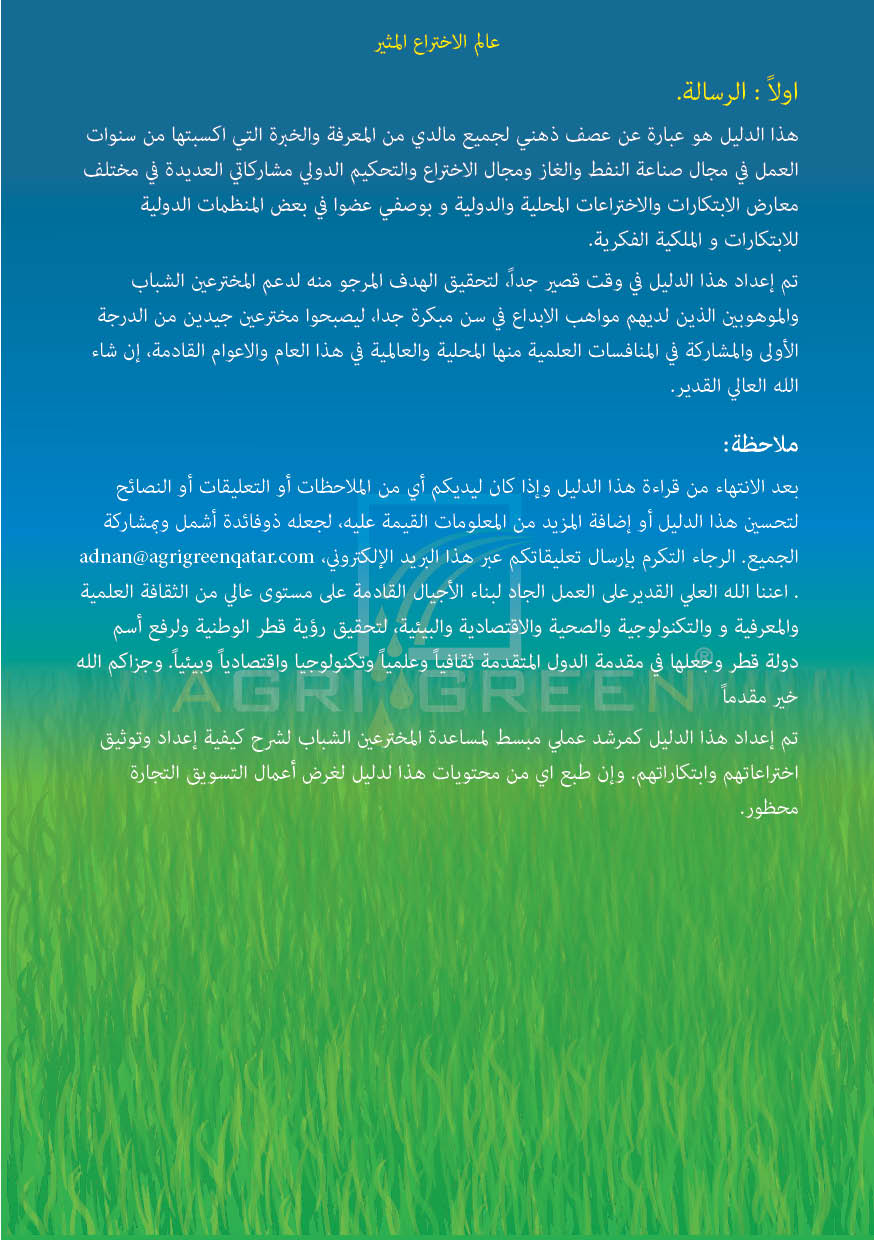 عالم الاختراع المثير
اولاً : الرسالة.
هذا الدليل هو عبارة عن عصف ذهني لجميع مالدي من المعرفة والخبرة التي اكسبتها من سنوات
العمل في مجال صناعة النفط والغاز ومجال الاختراع والتحكيم الدولي مشاركاتي العديدة في مختلف
معارض الابتكارات والاختراعات المحلية والدولية و بوصفي عضوا في بعض المنظمات الدولية
للابتكارات و الملكية الفكرية.
تم إعداد هذا الدليل في وقت قصير جداً، لتحقيق الهدف المرجو منه لدعم المخترعين الشباب
والموهوبين الذين لديهم مواهب الابداع في سن مبكرة جدا، ليصبحوا مخترعين جيدين من الدرجة
الأولى والمشاركة في المنافسات العلمية منها المحلية والعالمية في هذا العام والاعوام القادمة، إن شاء
الله العالي القدير.
ملاحظة:
بعد الانتهاء من قراءة هذا الدليل وإذا كان ليديكم أي من الملاحظات أو التعليقات أو النصائح
لتحسين هذا الدليل أو إضافة المزيد من المعلومات القيمة عليه، لجعله ذوفائدة أشمل وبمشاركة
الجميع. الرجاء التكرم بإرسال تعليقاتكم عبر هذا البريد الإلكتروني، adnan@agrigreenqatar.com
. اعننا الله العلي القديرعلى العمل الجاد لبناء الأجيال القادمة على مستوى عالي من الثقافة العلمية
والمعرفية و والتكنولوجية والصحية والاقتصادية والبيئية، لتحقيق رؤية قطر الوطنية ولرفع أسم
دولة قطر وجعلها في مقدمة الدول المتقدمة ثقافياً وعلمياً وتكنولوجيا واقتصادياً وبيئياً. وجزاكم الله
خير مقدماً
AGRI GREEN®
تم إعداد هذا الدليل كمرشد عملي مبسط لمساعدة المخترعين الشباب لشرح كيفية إعداد وتوثيق
اختراعاتهم وابتكاراتهم. وإن طبع اي من محتويات هذا لدليل لغرض أعمال التسويق التجارة
محظور.